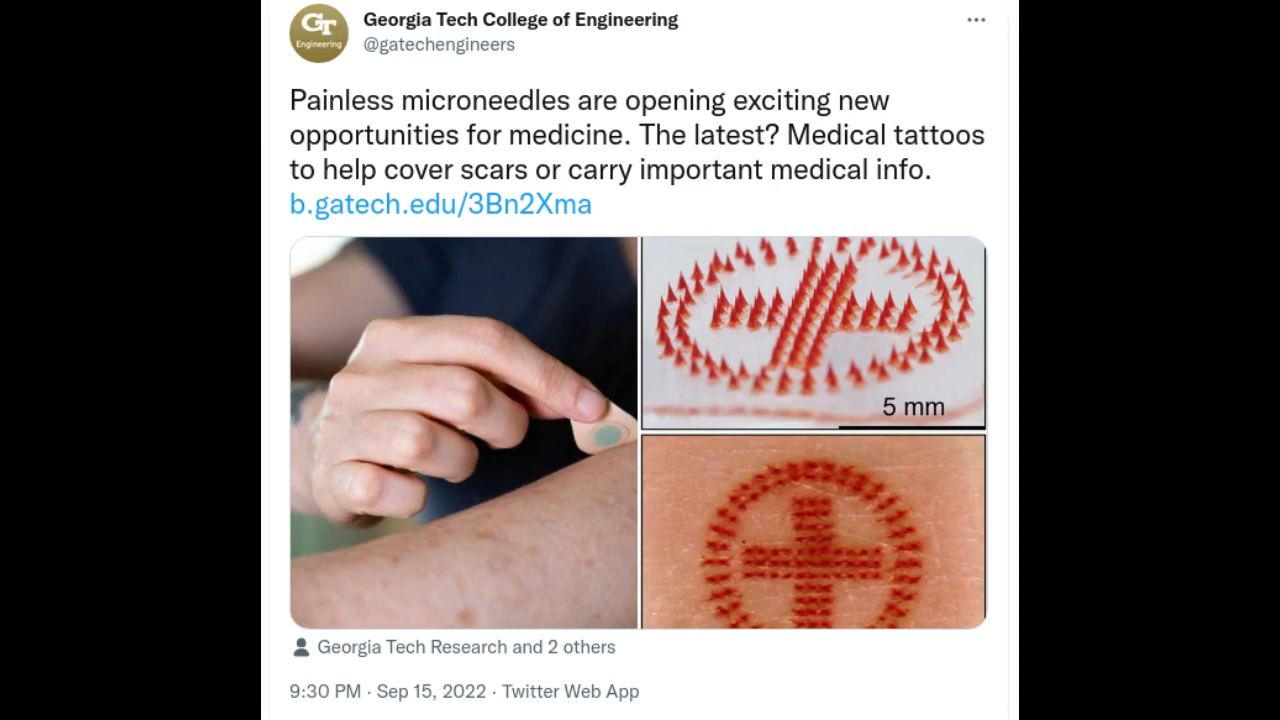 Georgia Tech College of Engineering
GT
Engineering
@gatechengineers
Painless microneedles are opening exciting new
opportunities for medicine. The latest? Medical tattoos
to help cover scars or carry important medical info.
b.gatech.edu/3Bn2Xma
5 mm
Georgia Tech Research and 2 others
9:30 PM · Sep 15, 2022 · Twitter Web App